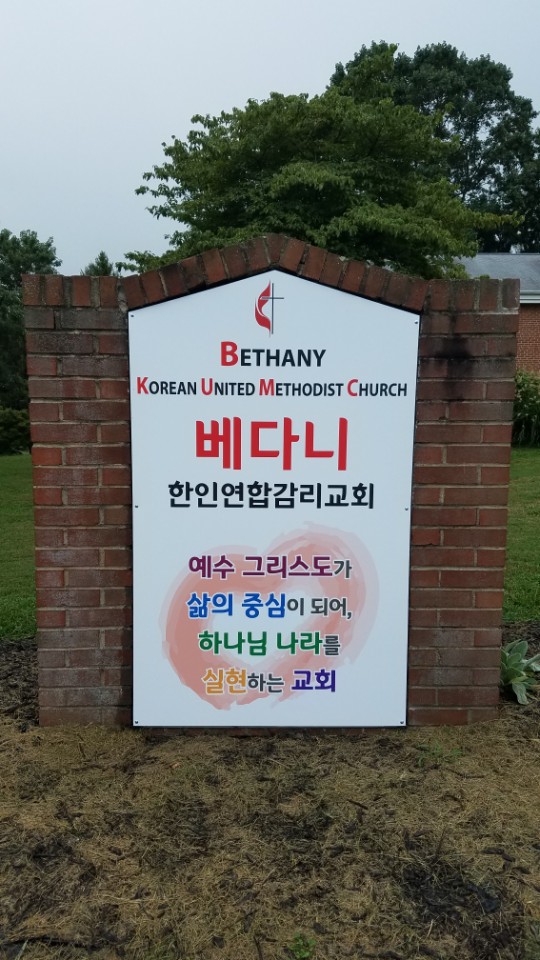 BETHANY
KOREAN UNITED METHODIST CHURCH
베다니
한인연합감리교회
예수 그리스도가
삶의 중심이 되어,
하나님 나라를
실현하는 교회